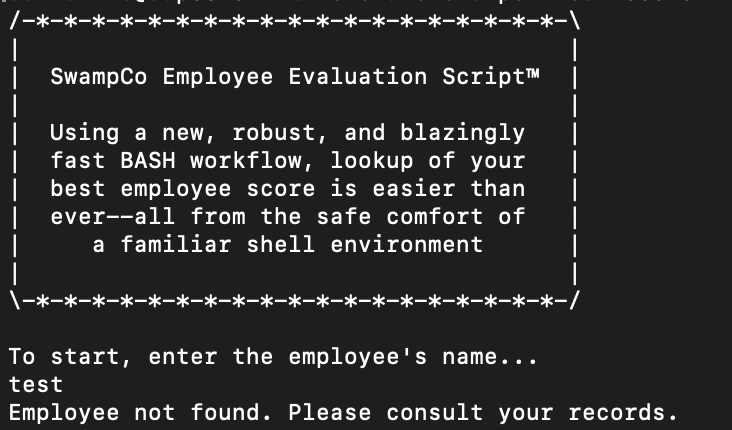 /-*-*-*-*-*-*-*-*-*-*-*-*-*-*-*-*-*-*-*-\
|                                       |
|  SwampCo Employee Evaluation Script™  |
|                                       |
|  Using a new, robust, and blazingly   |
|  fast BASH workflow, lookup of your   |
|  best employee score is easier than   |
|  ever--all from the safe comfort of   |
|     a familiar shell environment      |
|                                       |
\-*-*-*-*-*-*-*-*-*-*-*-*-*-*-*-*-*-*-*-/
To start, enter the employee's name...
test
Employee not found. Please consult your records.